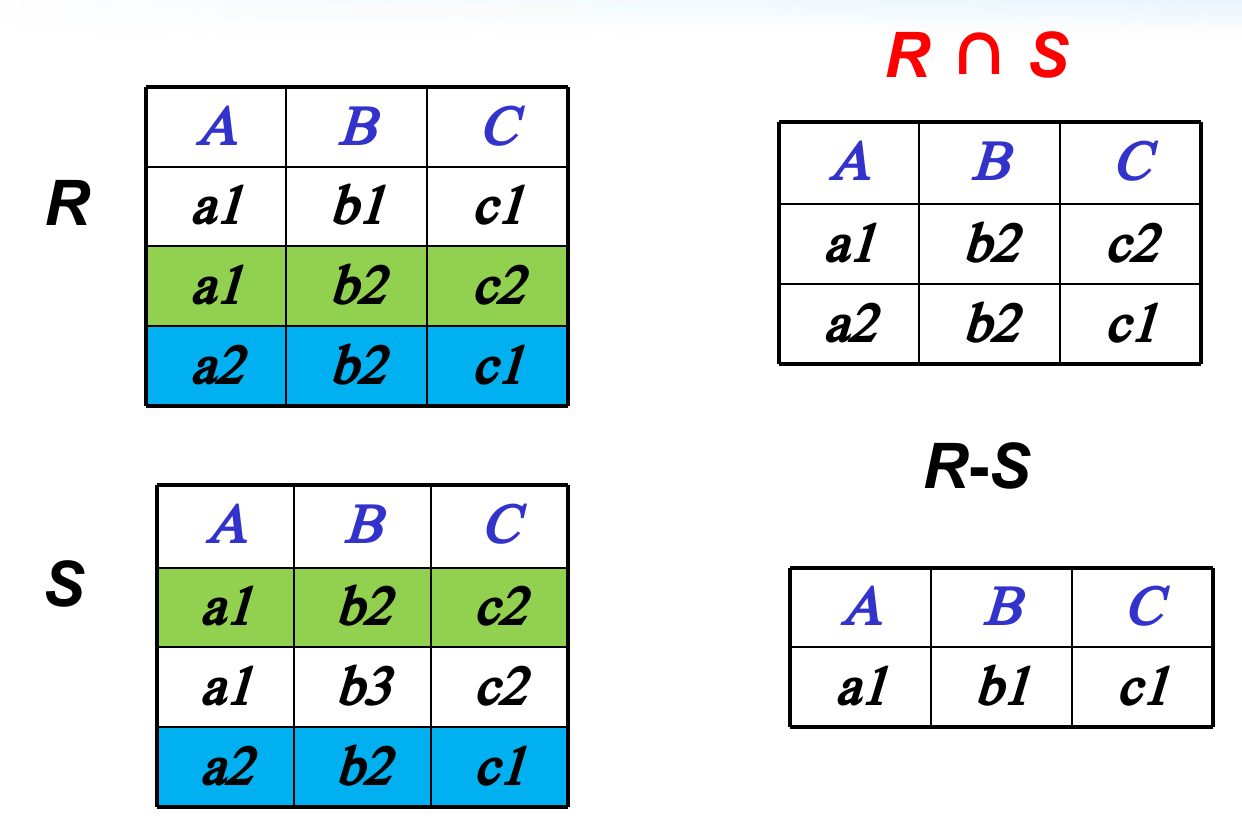 R
A B C
a1 b1 c1
a1 b2 c2
a2 b2 c1
S
A B C
a1 b2 c2
a1 b3 c2
a2 b2 c1
R ∩ S
A B C
a1 b2 c2
a2 b2 c1
R-S
A B C
a1 b1 c1